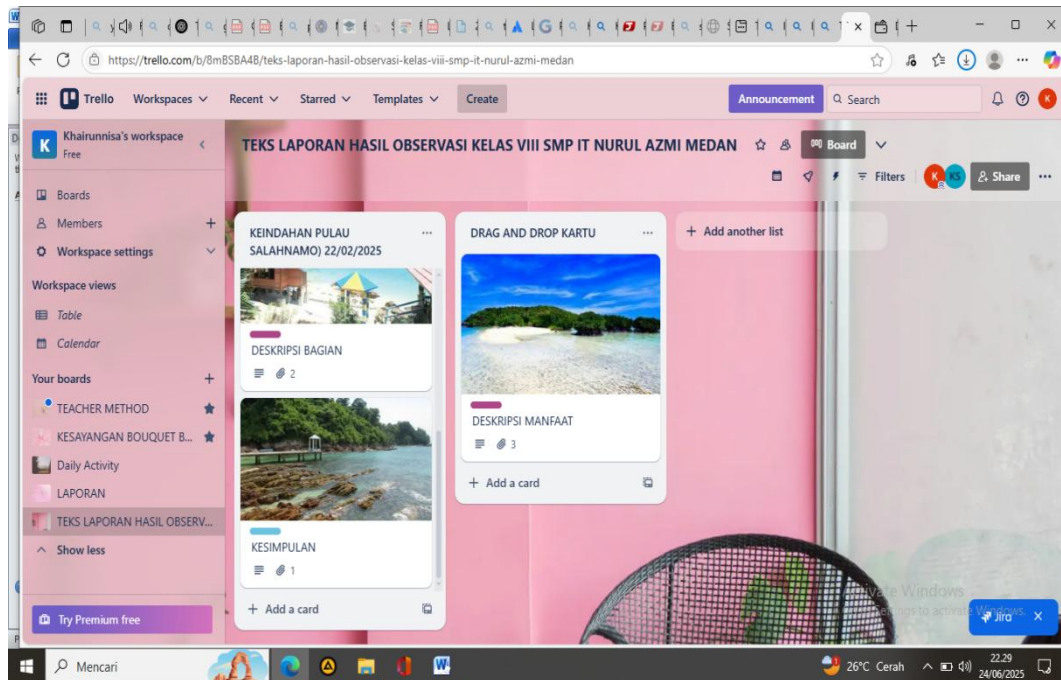 https://trello.com/b/8mBSBA4B/teks-laporan-hasil-observasi-kelas-viii-smp-it-nurul-azmi-medan
Trello Workspaces Recent Starred Templates Create Announcement Search
K Khairunnisa's workspace
Free
TEKS LAPORAN HASIL OBSERVASI KELAS VIII SMP IT NURUL AZMI MEDAN Board
Filters K KS Share
Boards
Members
Workspace settings
Workspace views
Table
Calendar
Your boards
TEACHER METHOD
KESAYANGAN BOUQUET B...
Daily Activity
LAPORAN
TEKS LAPORAN HASIL OBSERV...
Show less
Try Premium free
KEINDAHAN PULAU
SALAHNAMO) 22/02/2025
DESKRIPSI BAGIAN
2
KESIMPULAN
1
+ Add a card
DRAG AND DROP KARTU
DESKRIPSI MANFAAT
3
+ Add a card
+ Add another list
Windows
to activate Windows.
Jira
Mencari
26°C Cerah
22.29
24/06/2025